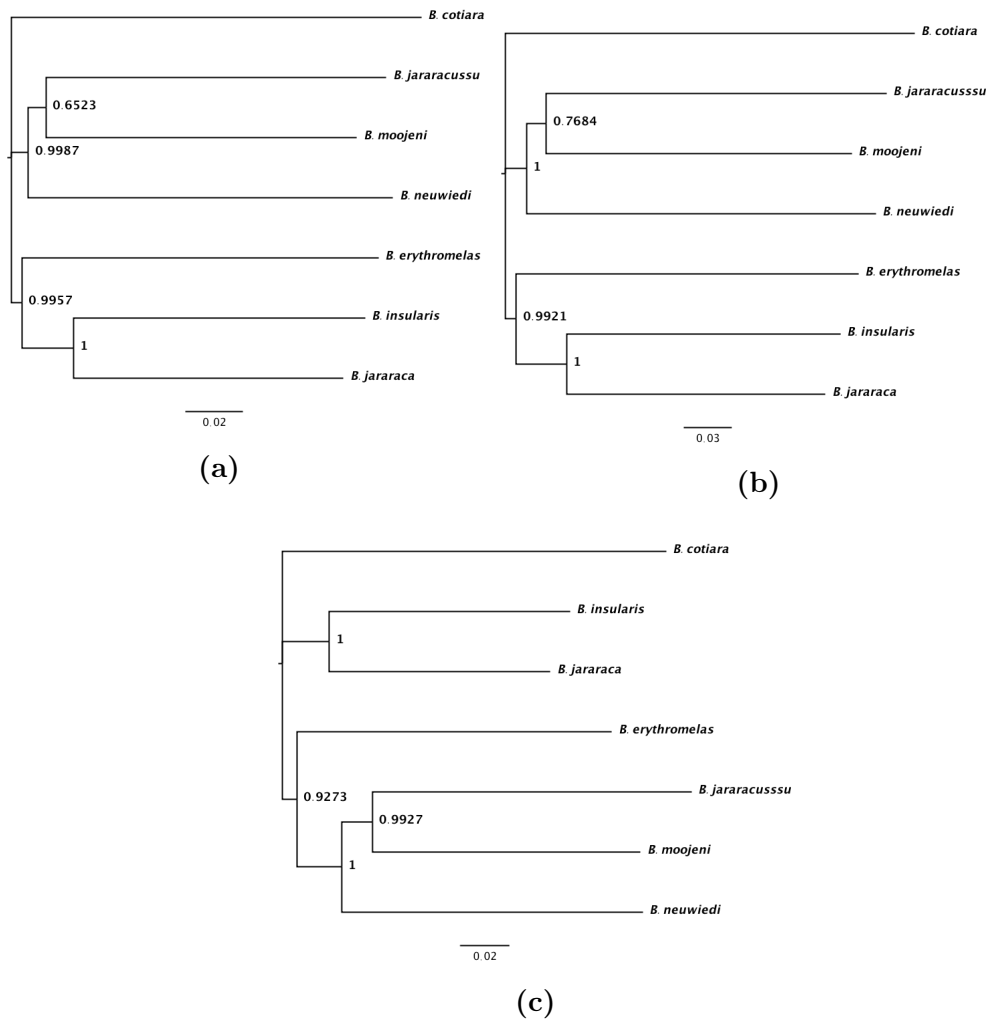 B. cotiara
B. jararacussu
0.6523
B. moojeni
0.9987
B. neuwiedi
B. erythromelas
0.9957
B. insularis
1
B. jararaca
0.02
(a)
B. cotiara
B. jararacusssu
0.7684
B. moojeni
1
B. neuwiedi
B. erythromelas
0.9921
B. insularis
1
B. jararaca
0.03
(b)
B. cotiara
B. insularis
1
B. jararaca
B. erythromelas
B. jararacusssu
0.9273
0.9927
B. moojeni
1
B. neuwiedi
0.02
(c)